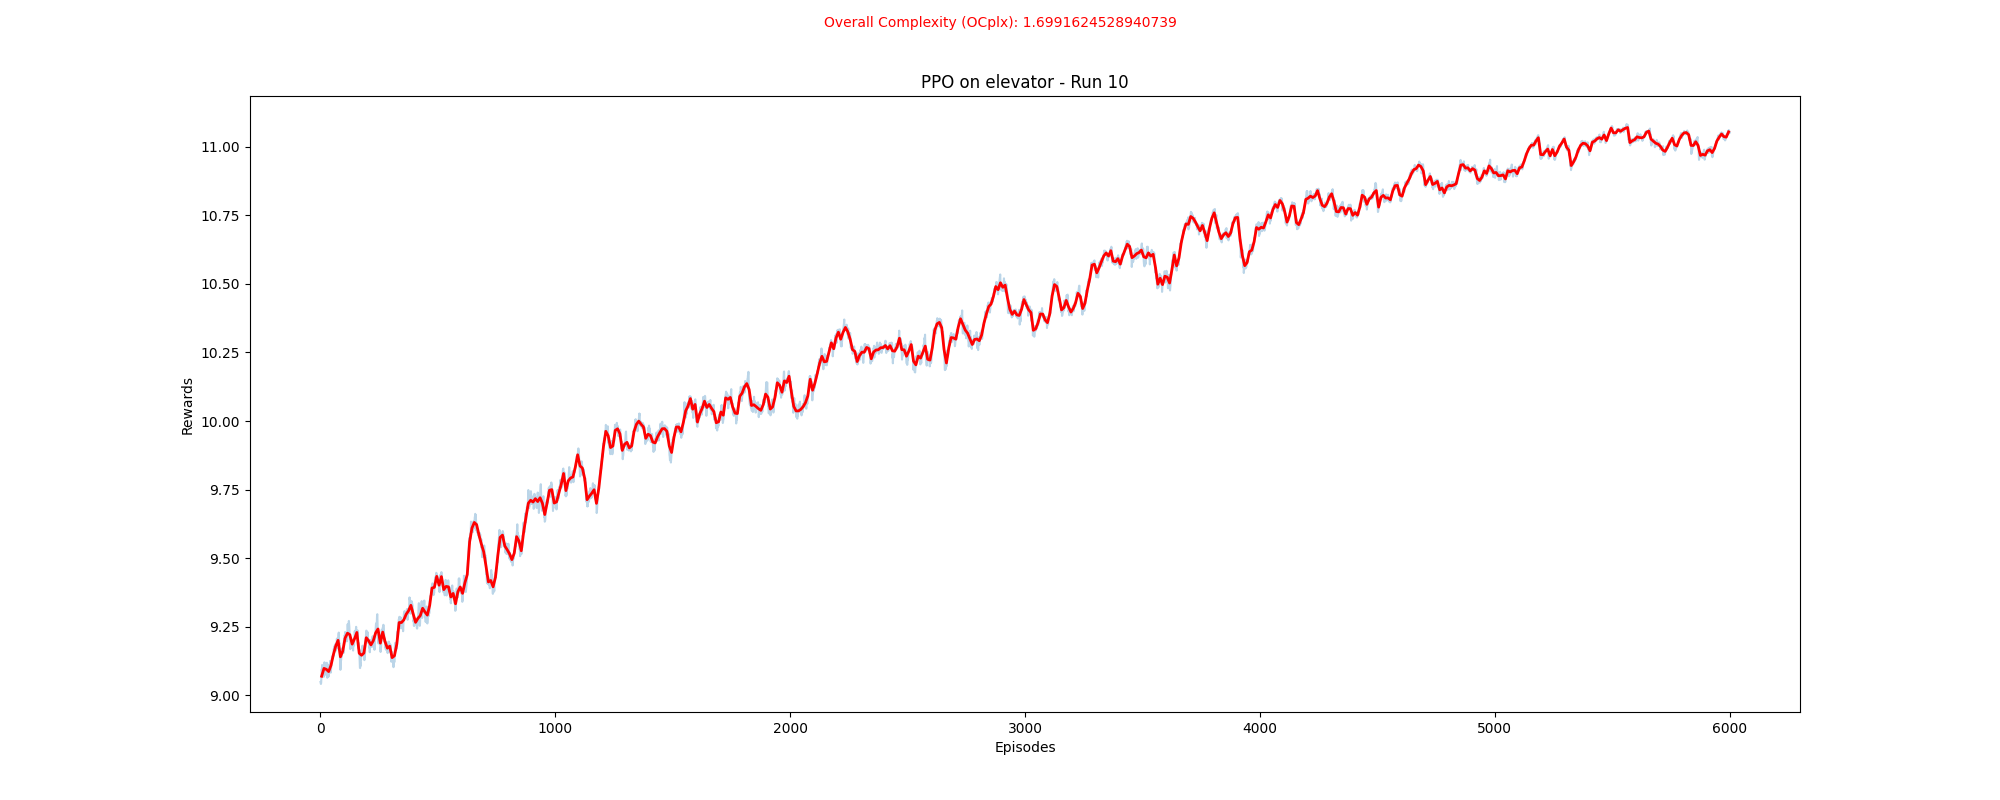 Overall Complexity (OCplx): 1.6991624528940739
PPO on elevator - Run 10
11.00
10.75
10.50
10.25
10.00
9.75
9.50
9.25
9.00
Rewards
0 1000 2000 3000 4000 5000 6000
Episodes